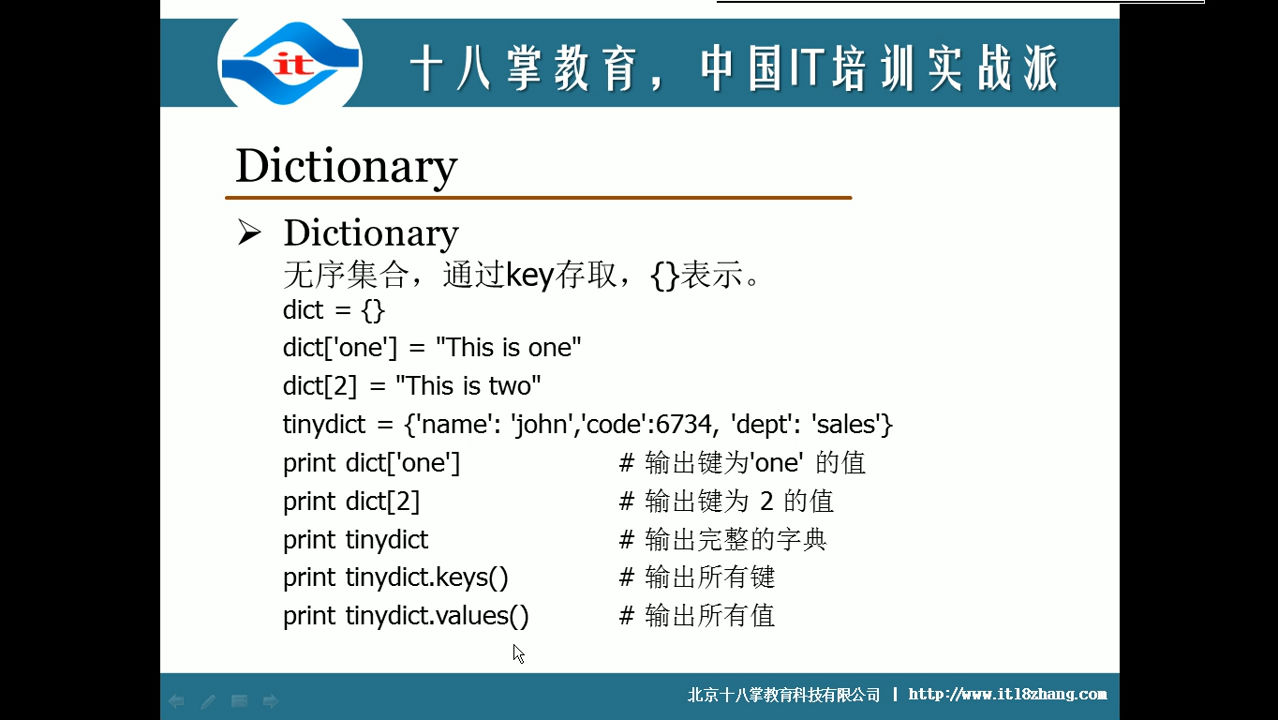 it
十八掌教育，中国IT培训实战派
Dictionary
Dictionary
无序集合，通过key存取，{}表示。
dict = {}
dict['one'] = "This is one"
dict[2] = "This is two"
tinydict = {'name': 'john','code':6734, 'dept': 'sales'}
print dict['one'] # 输出键为'one' 的值
print dict[2] # 输出键为 2 的值
print tinydict # 输出完整的字典
print tinydict.keys() # 输出所有键
print tinydict.values() # 输出所有值
北京十八掌教育科技有限公司 | http://www.it18zhang.com